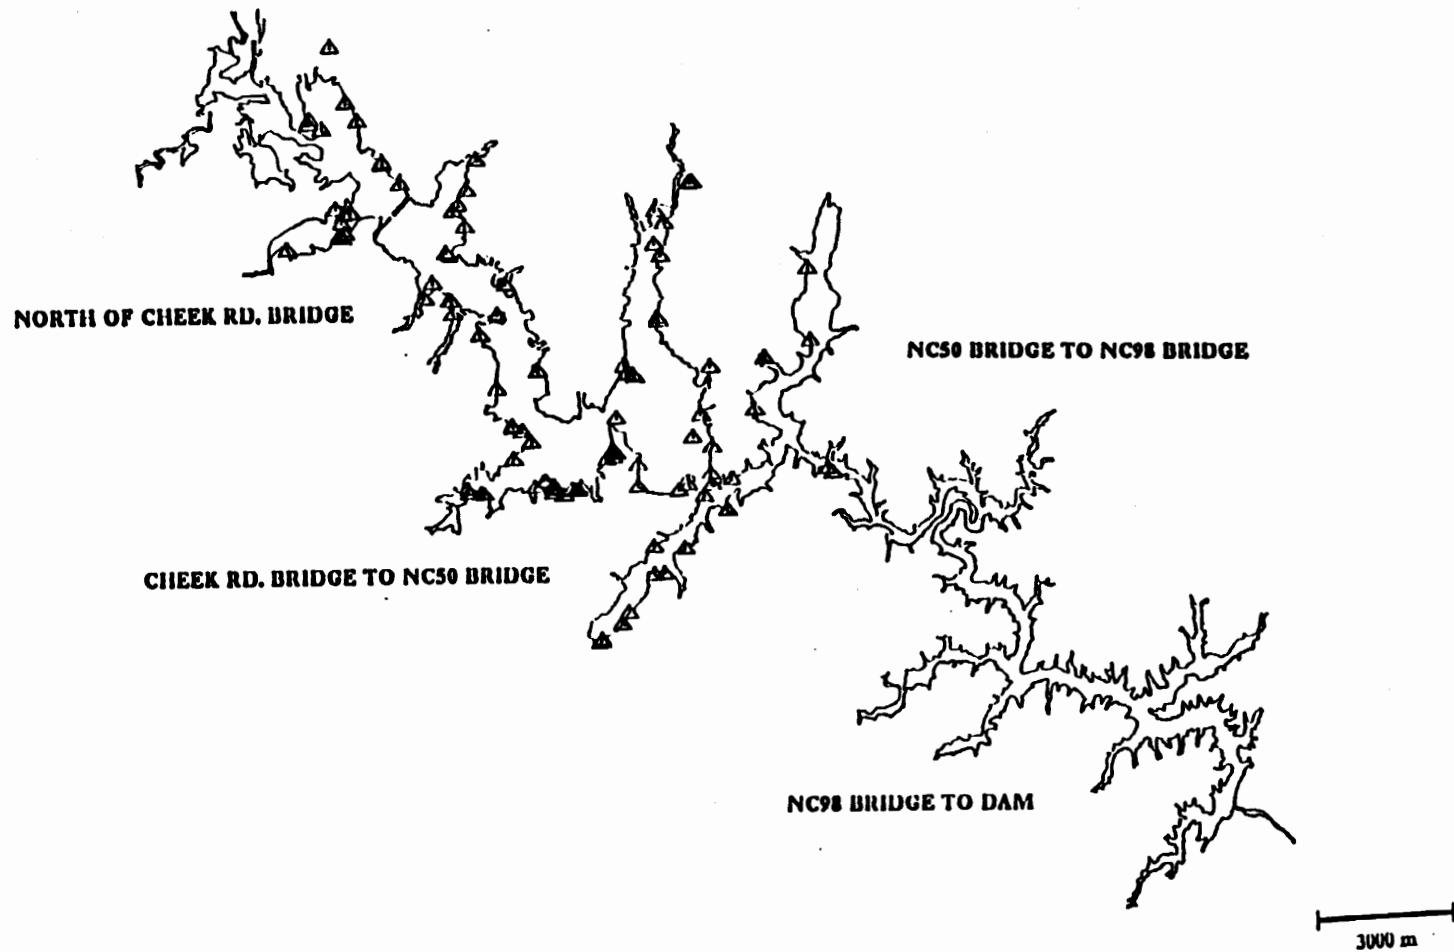 NORTH OF CHEEK RD. BRIDGE
NC50 BRIDGE TO NC98 BRIDGE
CHEEK RD. BRIDGE TO NC50 BRIDGE
NC98 BRIDGE TO DAM
3000 m